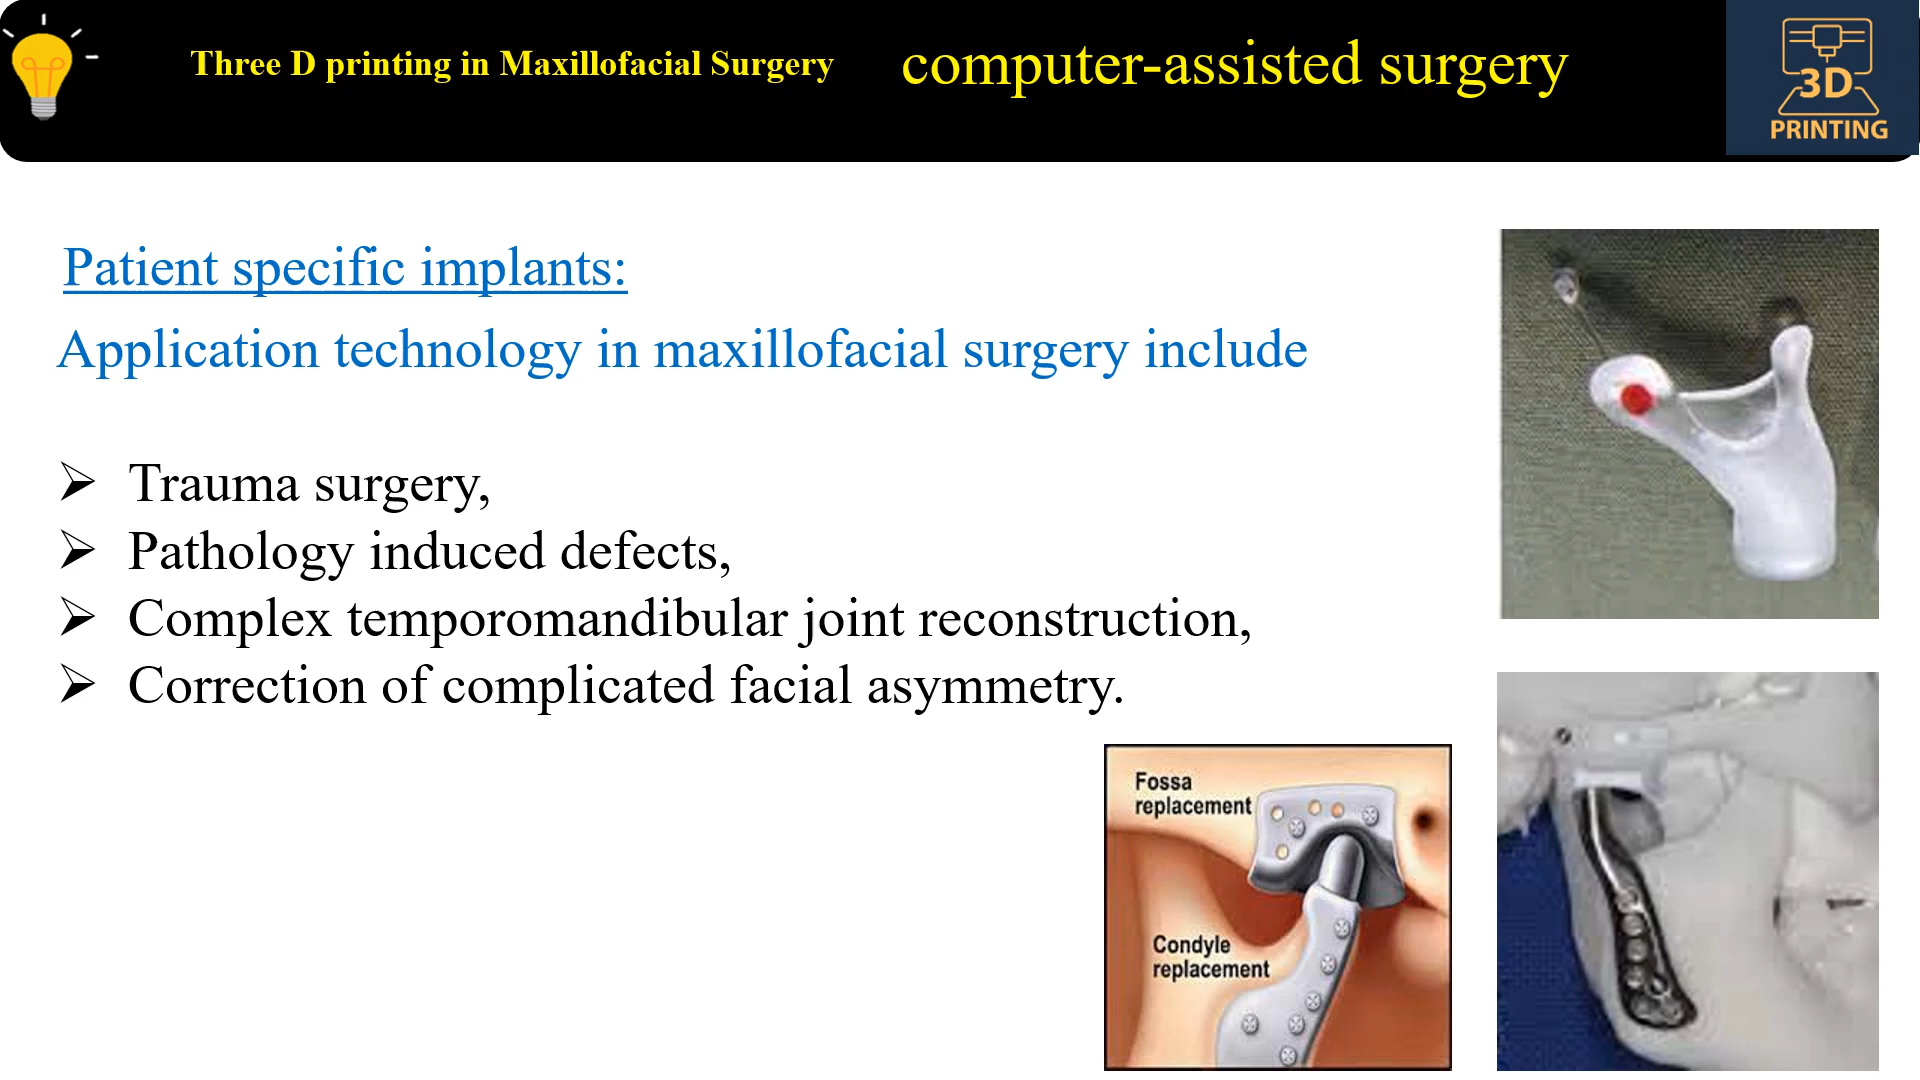 Three D printing in Maxillofacial Surgery
computer-assisted surgery
3D
PRINTING
Patient specific implants:
Application technology in maxillofacial surgery include
➢ Trauma surgery,
➢ Pathology induced defects,
➢ Complex temporomandibular joint reconstruction,
➢ Correction of complicated facial asymmetry.
Fossa
replacement
Condyle
replacement